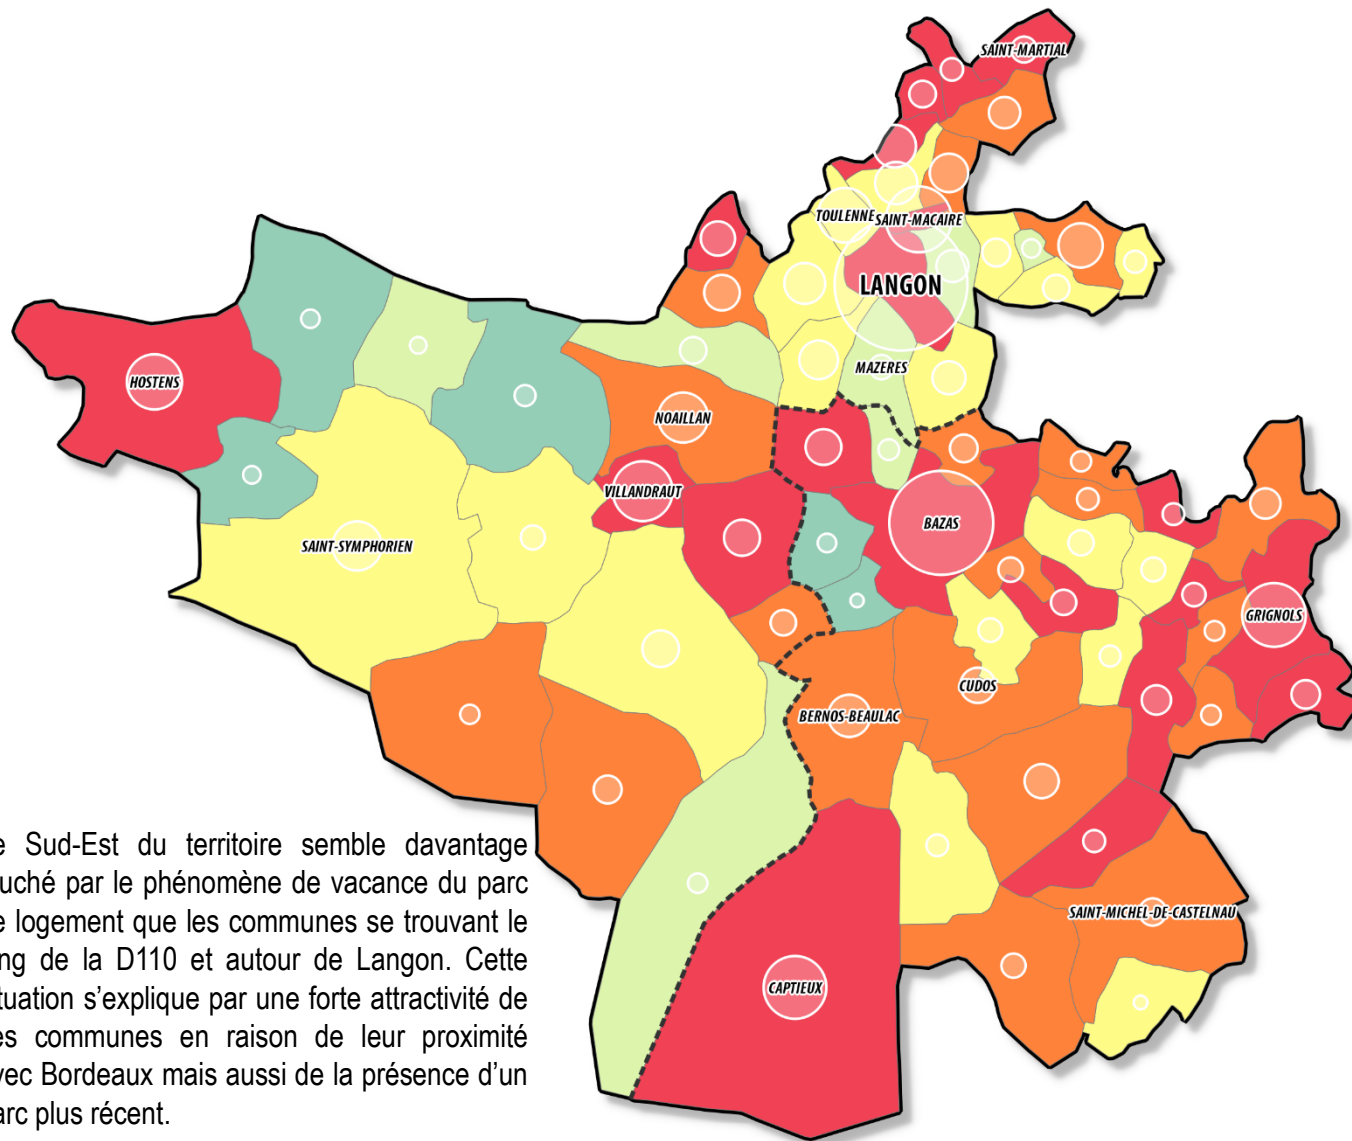 SAINT-MARTIAL
TOULENNE
SAINT-MACAIRE
LANGON
MAZERES
HOSTENS
NOAILLAN
VILLANDRAUT
BAZAS
SAINT-SYMPHORIEN
GRIGNOLS
CUDOS
BERNOS-BEAULAC
SAINT-MICHEL-DE-CASTELNAU
CAPTIEUX
e Sud-Est du territoire semble davantage
uché par le phénomène de vacance du parc
e logement que les communes se trouvant le
ng de la D110 et autour de Langon. Cette
tuation s’explique par une forte attractivité de
es communes en raison de leur proximité
vec Bordeaux mais aussi de la présence d’un
arc plus récent.